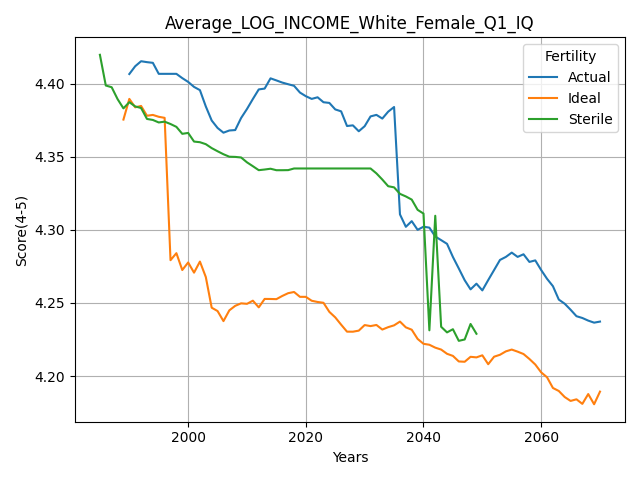 Average_LOG_INCOME_White_Female_Q1_IQ
Fertility
Actual
Ideal
Sterile
4.40
4.35
4.30
4.25
4.20
Score(4-5)
2000
2020
2040
2060
Years